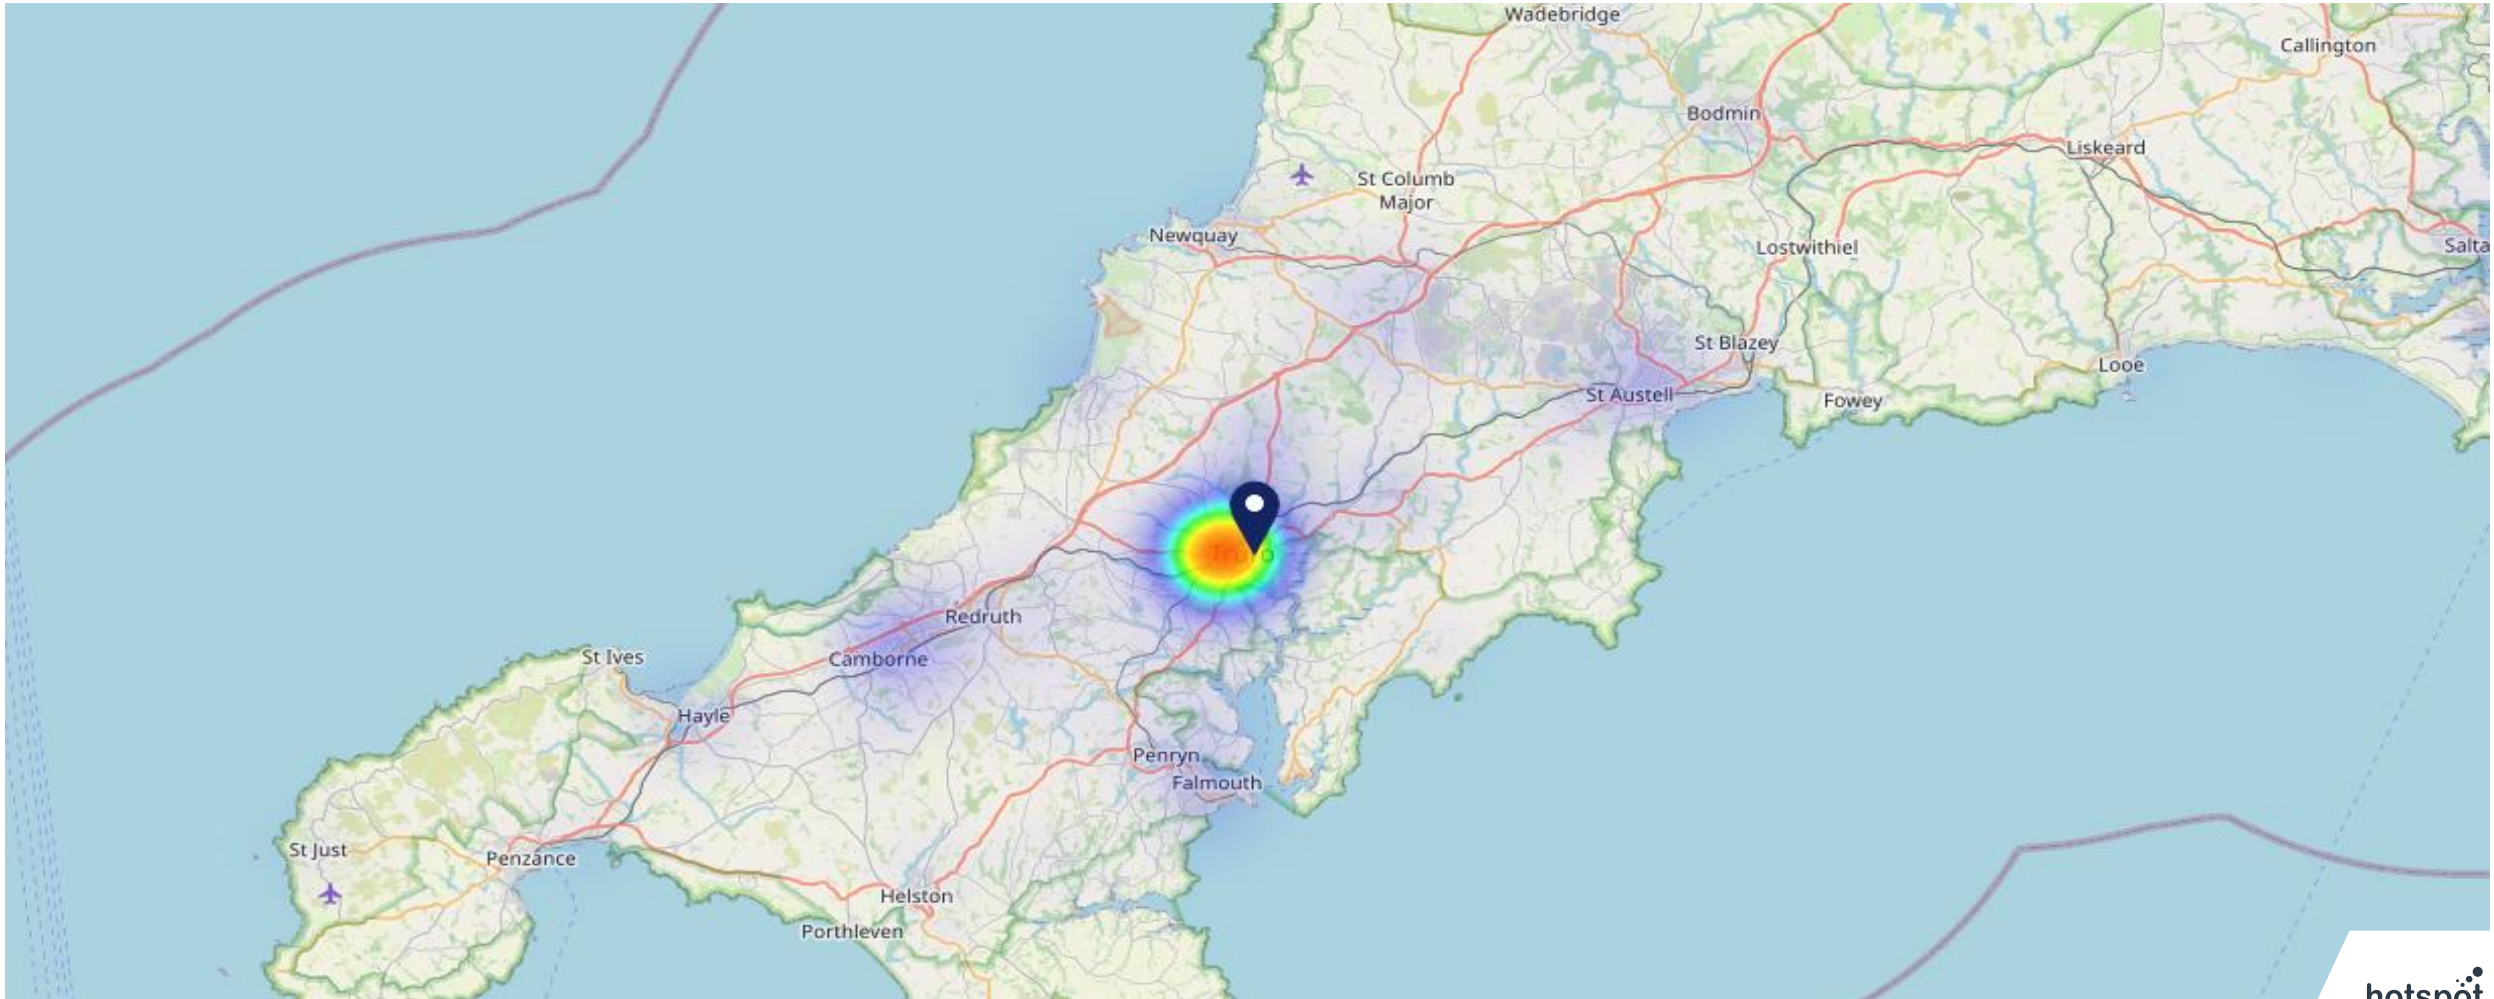 Wadebridge
Callington
Bodmin
Liskeard
St Columb
Major
Newquay
Lostwithiel
Salta
St Blazey
Looe
St Austell
Fowey
Truro
Redruth
St Ives
Camborne
Hayle
Penryn
Falmouth
St Just
Penzance
Helston
Porthleven
hotspot